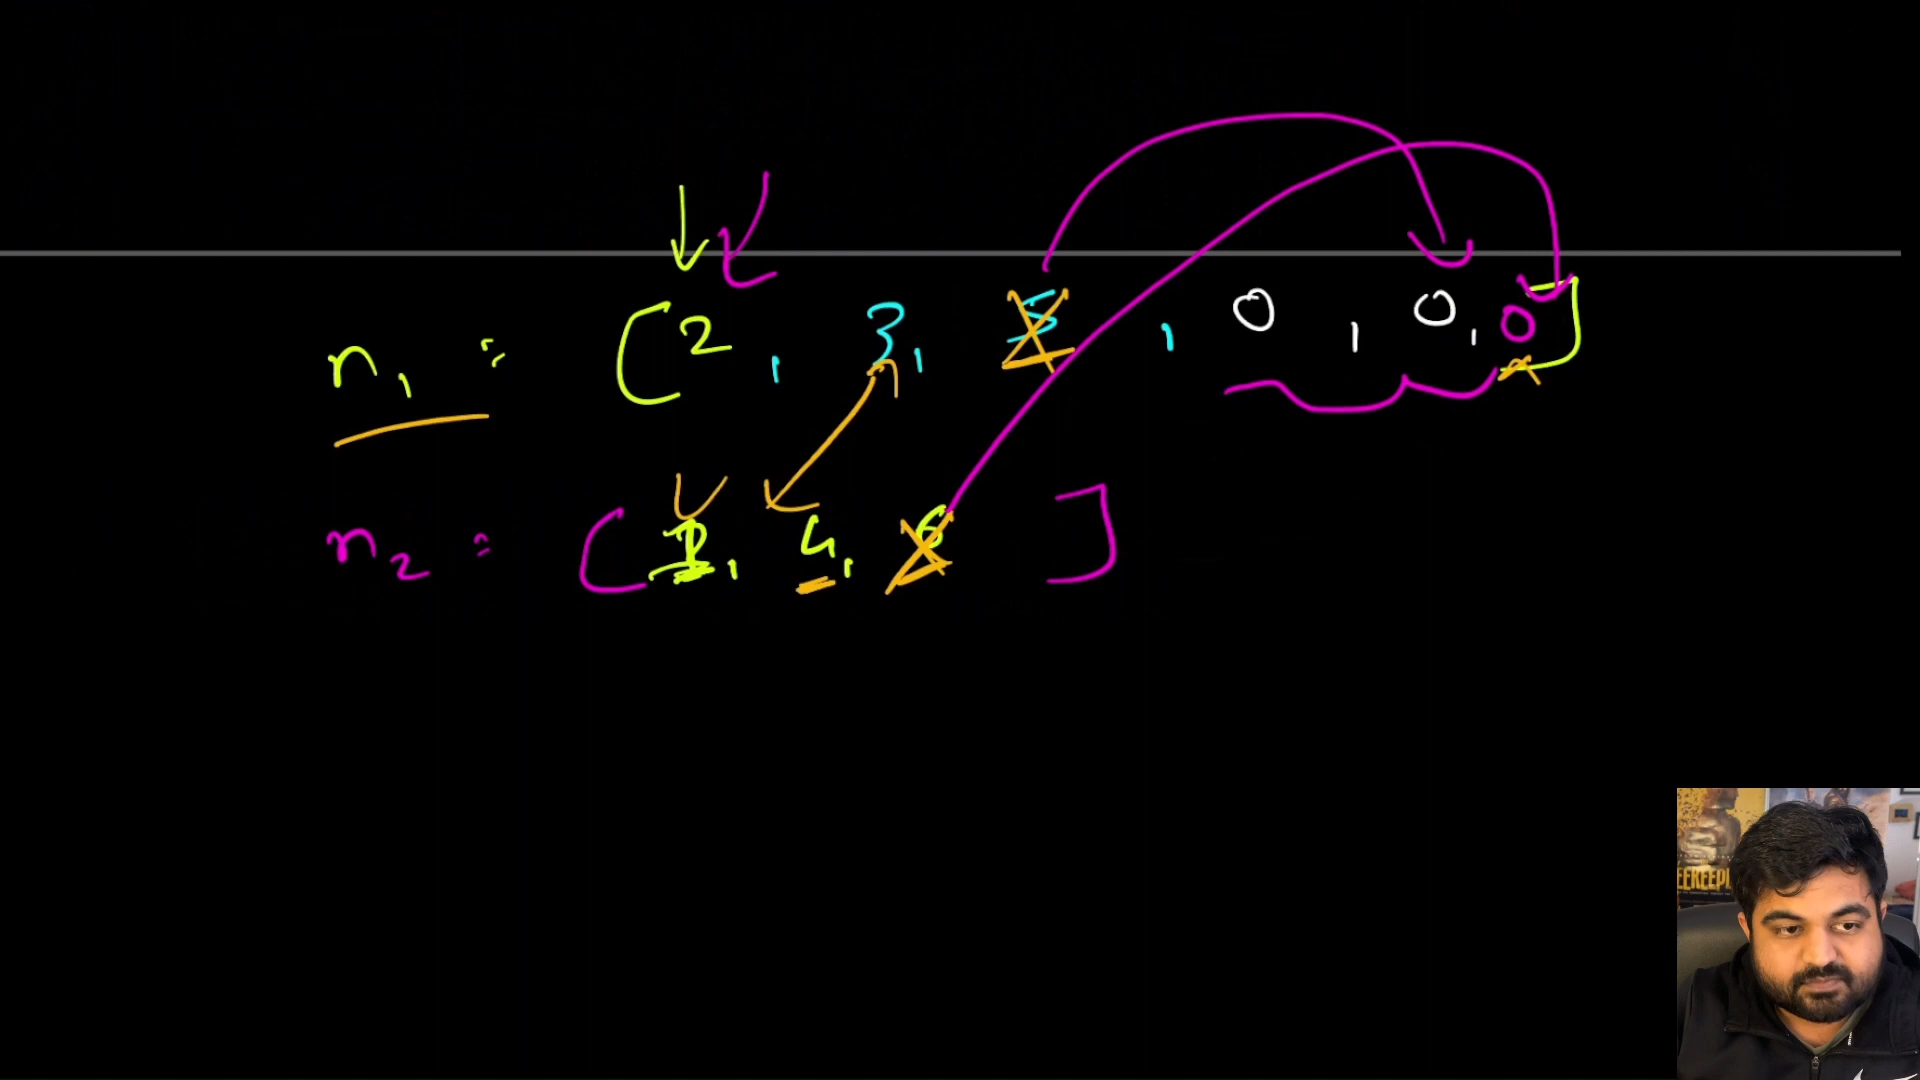 n₁ = [2, 3, 5, 0, 0, 0]
n₂ = [1, 4, 6]